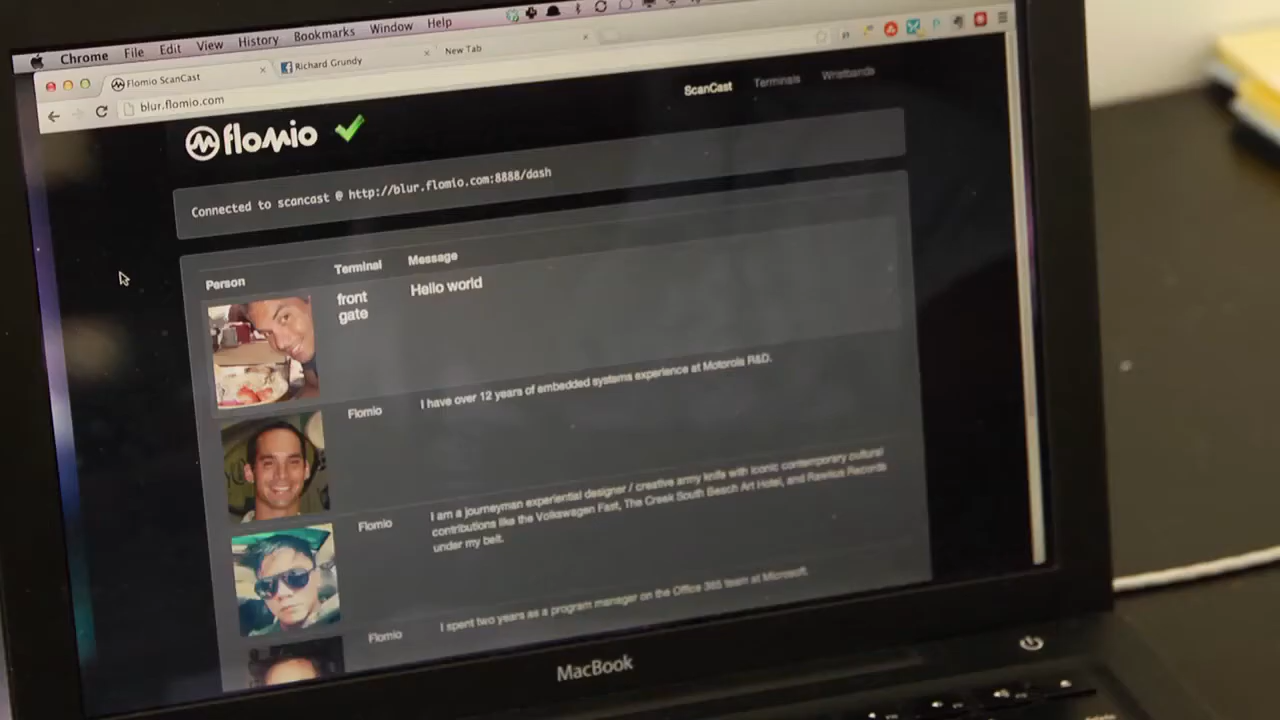 Chrome File Edit View History Bookmarks Window Help
Flomio ScanCast
Richard Grundy
New Tab
blur.flomio.com
ScanCast Terminals Wristbands
flomio
Connected to scancast @ http://blur.flomio.com:8888/dash
Person Terminal Message
front
gate
Hello world
Flomio
I have over 12 years of embedded systems experience at Motorola R&D.
Flomio
I am a journeyman experiential designer / creative army knife with iconic contemporary cultural
contributions like the Volkswagen Fast, The Creek South Beach Art Hotel, and Rawkus Records
under my belt.
Flomio
I spent two years as a program manager on the Office 365 team at Microsoft.
MacBook